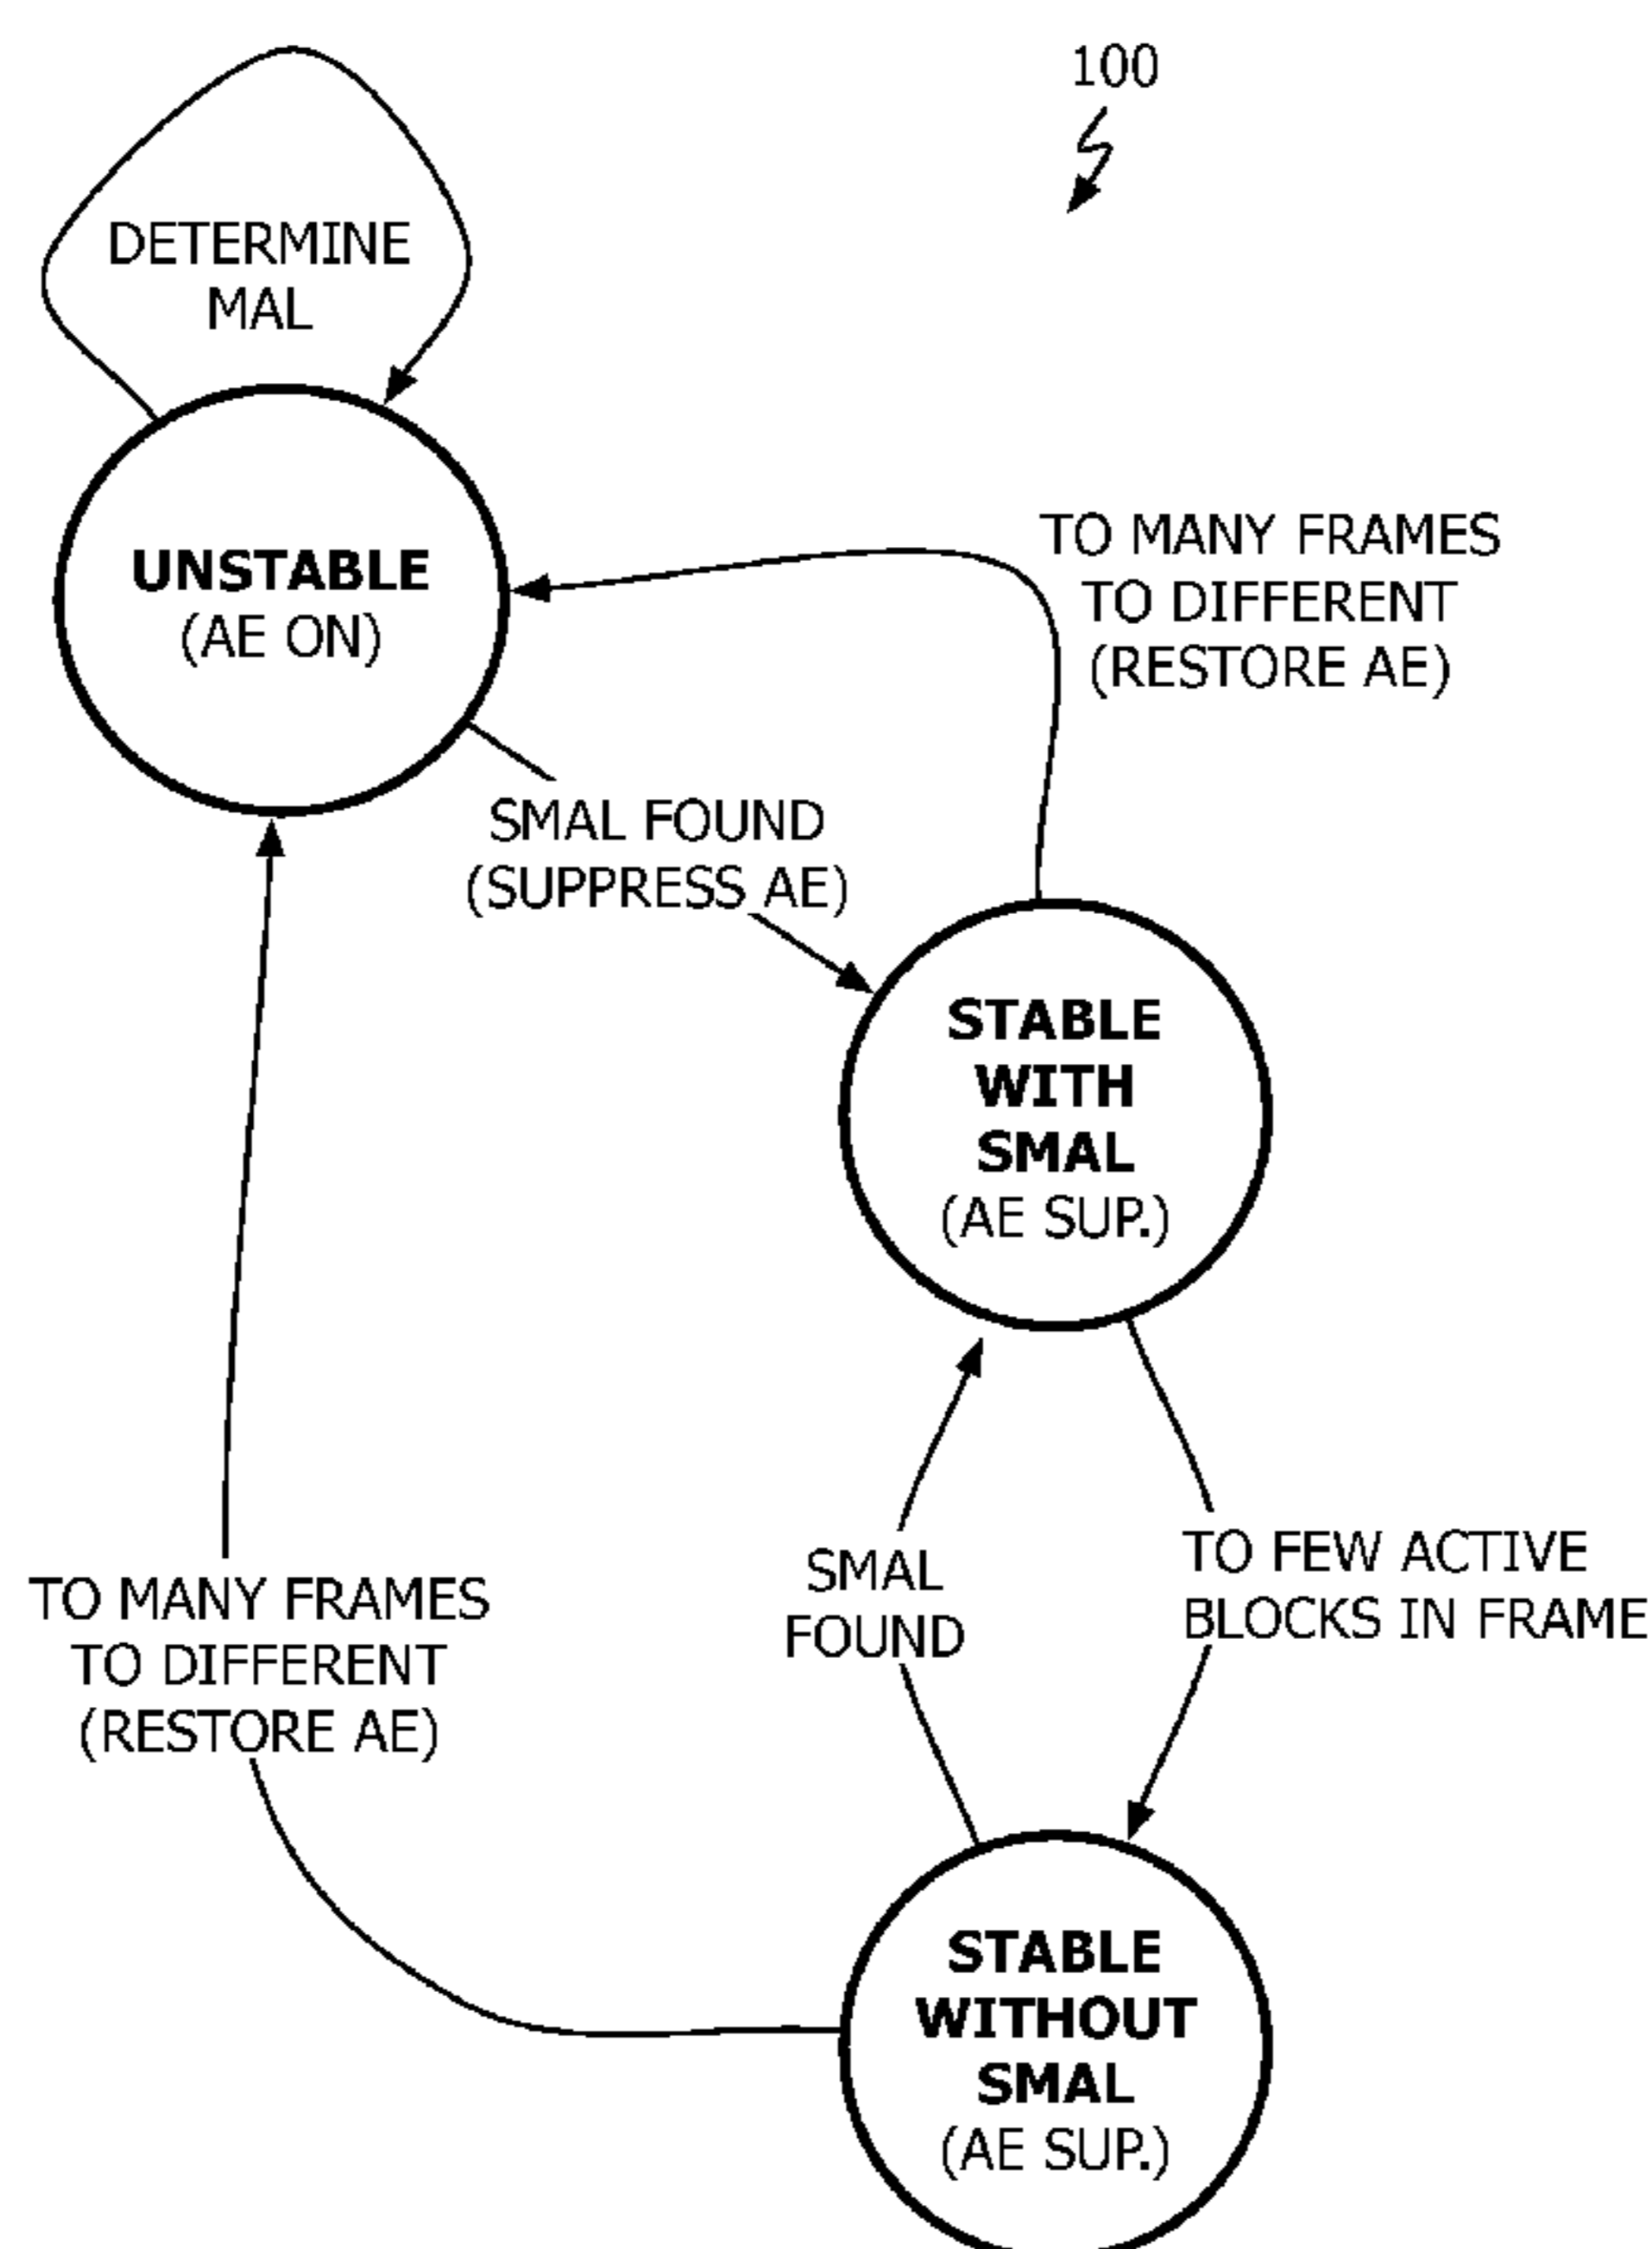 100
DETERMINE
MAL
UNSTABLE
(AE ON)
TO MANY FRAMES
TO DIFFERENT
(RESTORE AE)
SMAL FOUND
(SUPPRESS AE)
STABLE
WITH
SMAL
(AE SUP.)
SMAL
FOUND
TO FEW ACTIVE
BLOCKS IN FRAME
TO MANY FRAMES
TO DIFFERENT
(RESTORE AE)
STABLE
WITHOUT
SMAL
(AE SUP.)